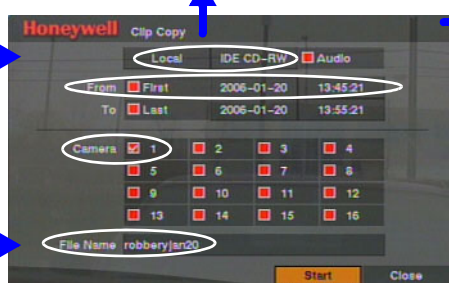 Honeywell Clip Copy
Local IDE CD-RW Audio
From First 2006-01-20 13:45:21
To Last 2006-01-20 13:55:21
Camera 1 2 3 4
5 6 7 8
9 10 11 12
13 14 15 16
File Name robberyjan20
Start Close